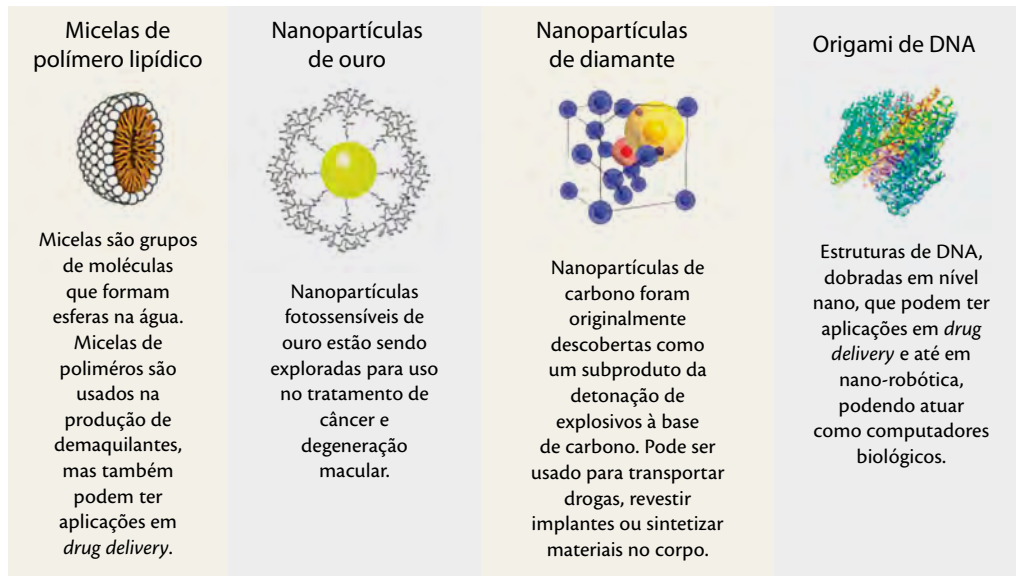 Micelas de
polímero lipídico
Micelas são grupos
de moléculas
que formam
esferas na água.
Micelas de
poliméros são
usados na
produção de
demaquilantes,
mas também
podem ter
aplicações em
drug delivery.
Nanopartículas
de ouro
Nanopartículas
fotossensíveis de
ouro estão sendo
exploradas para uso
no tratamento de
câncer e
degeneração
macular.
Nanopartículas
de diamante
Nanopartículas de
carbono foram
originalmente
descobertas como
um subproduto da
detonação de
explosivos à base
de carbono. Pode ser
usado para transportar
drogas, revestir
implantes ou sintetizar
materiais no corpo.
Origami de DNA
Estruturas de DNA,
dobradas em nível
nano, que podem ter
aplicações em drug
delivery e até em
nano-robótica,
podendo atuar
como computadores
biológicos.